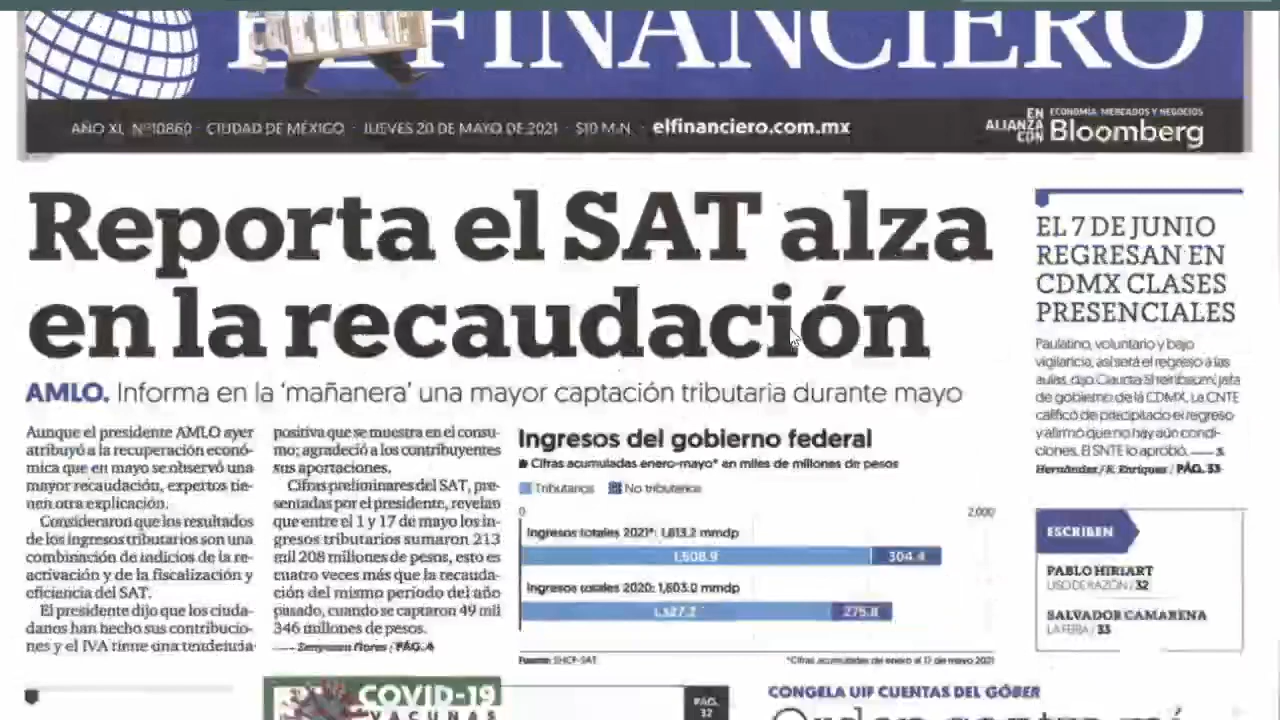 EL FINANCIERO
AÑO XL Nº10860 · CIUDAD DE MÉXICO · JUEVES 20 DE MAYO DE 2021 · $10 M.N. · elfinanciero.com.mx
EN ALIANZA CON
ECONOMÍA, MERCADOS Y NEGOCIOS
Bloomberg
Reporta el SAT alza
en la recaudación
AMLO. Informa en la ‘mañanera’ una mayor captación tributaria durante mayo
Aunque el presidente AMLO ayer
atribuyó a la recuperación econó-
mica que en mayo se observó una
mayor recaudación, expertos tie-
nen otra explicación.
Consideraron que los resultados
de los ingresos tributarios son una
combinación de indicios de la re-
activación y de la fiscalización y
eficiencia del SAT.
El presidente dijo que los ciuda-
danos han hecho sus contribucio-
nes y el IVA tiene una tendencia
positiva que se muestra en el consu-
mo; agradeció a los contribuyentes
sus aportaciones.
Cifras preliminares del SAT, pre-
sentadas por el presidente, revelan
que entre el 1 y 17 de mayo los in-
gresos tributarios sumaron 213
mil 208 millones de pesos, esto es
cuatro veces más que la recauda-
ción del mismo periodo del año
pasado, cuando se captaron 49 mil
346 millones de pesos.
Flores / PÁG. 4
Ingresos del gobierno federal
Cifras acumuladas enero-mayo* en miles de millones de pesos
Tributarios No tributarios
0 2,000
Ingresos totales 2021*: 1,813.2 mmdp
1,508.9 304.4
Ingresos totales 2020: 1,603.0 mmdp
1,327.2 275.8
Fuente: SHCP-SAT
*Cifras acumuladas de enero al 17 de mayo 2021
EL 7 DE JUNIO
REGRESAN EN
CDMX CLASES
PRESENCIALES
Paulatino, voluntario y bajo
vigilancia, así será el regreso a las
aulas, dijo Claudia Sheinbaum, jefa
de gobierno de la CDMX. La CNTE
calificó de precipitado el regreso
y afirmó que no hay aún condi-
ciones. El SNTE lo aprobó. —S.
Hernández / E. Enríquez / PÁG. 33
ESCRIBEN
PABLO HIRIART
USO DE RAZÓN / 32
SALVADOR CAMARENA
LA FERIA / 33
COVID-19
VACUNAS
PÁG.
32
CONGELA UIF CUENTAS DEL GÓBER